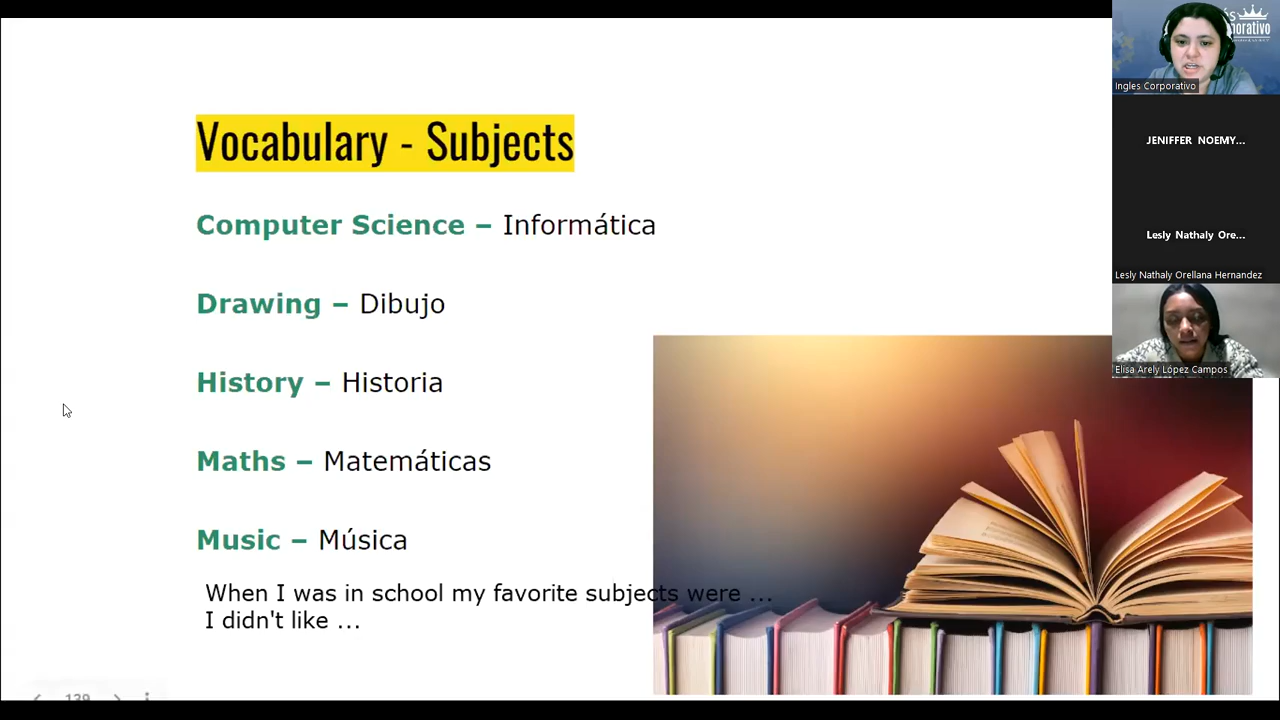 Vocabulary - Subjects
Computer Science – Informática
Drawing – Dibujo
History – Historia
Maths – Matemáticas
Music – Música
When I was in school my favorite subjects were ...
I didn't like ...
Ingles Corporativo
JENIFFER NOEMY...
Lesly Nathaly Ore...
Lesly Nathaly Orellana Hernandez
Elisa Arely López Campos